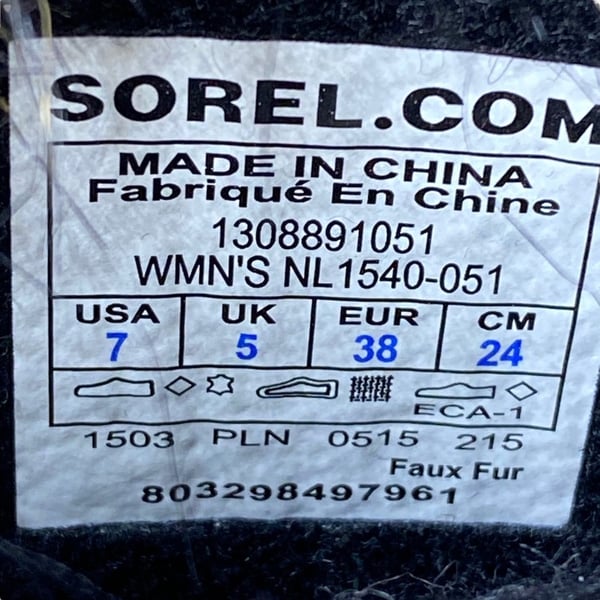 SOREL.COM
MADE IN CHINA
Fabriqué En Chine
1308891051
WMN'S NL1540-051
USA UK EUR CM
7 5 38 24
ECA-1
1503 PLN 0515 215
Faux Fur
803298497961